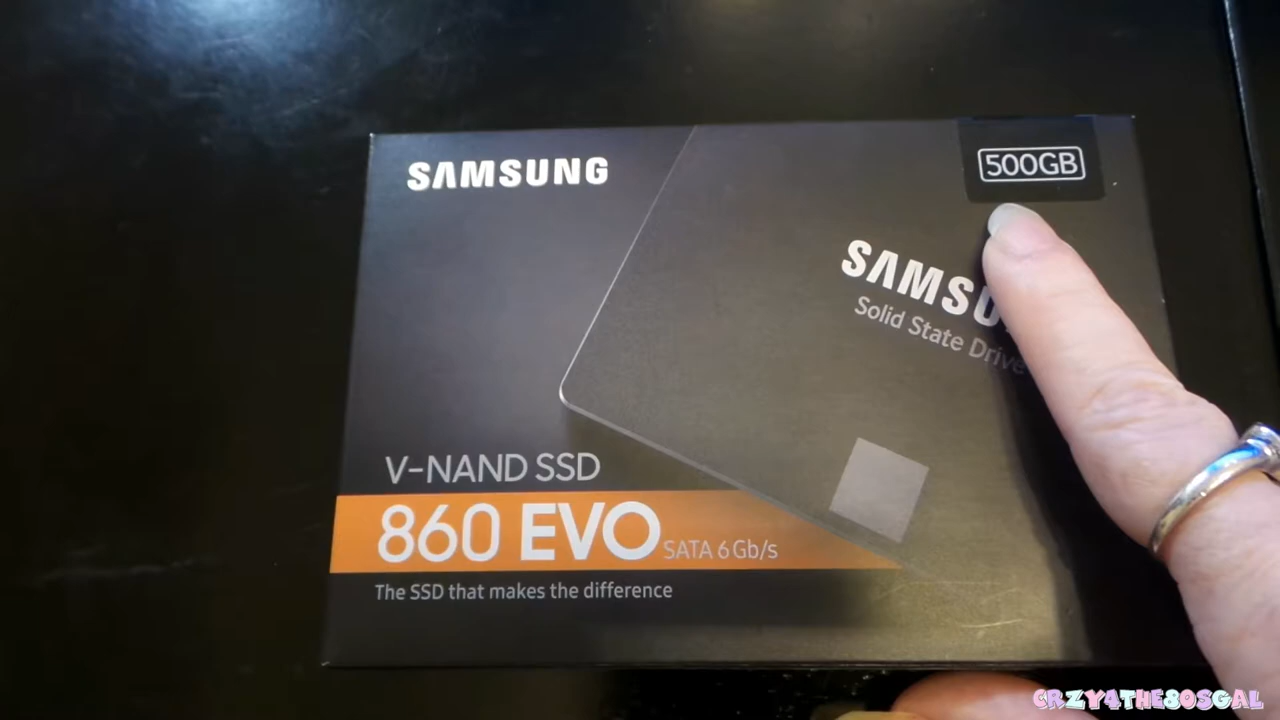 SAMSUNG
500GB
SAMSU
Solid State Drive
V-NAND SSD
860 EVO SATA 6 Gb/s
The SSD that makes the difference
CRZY4THE80SGAL